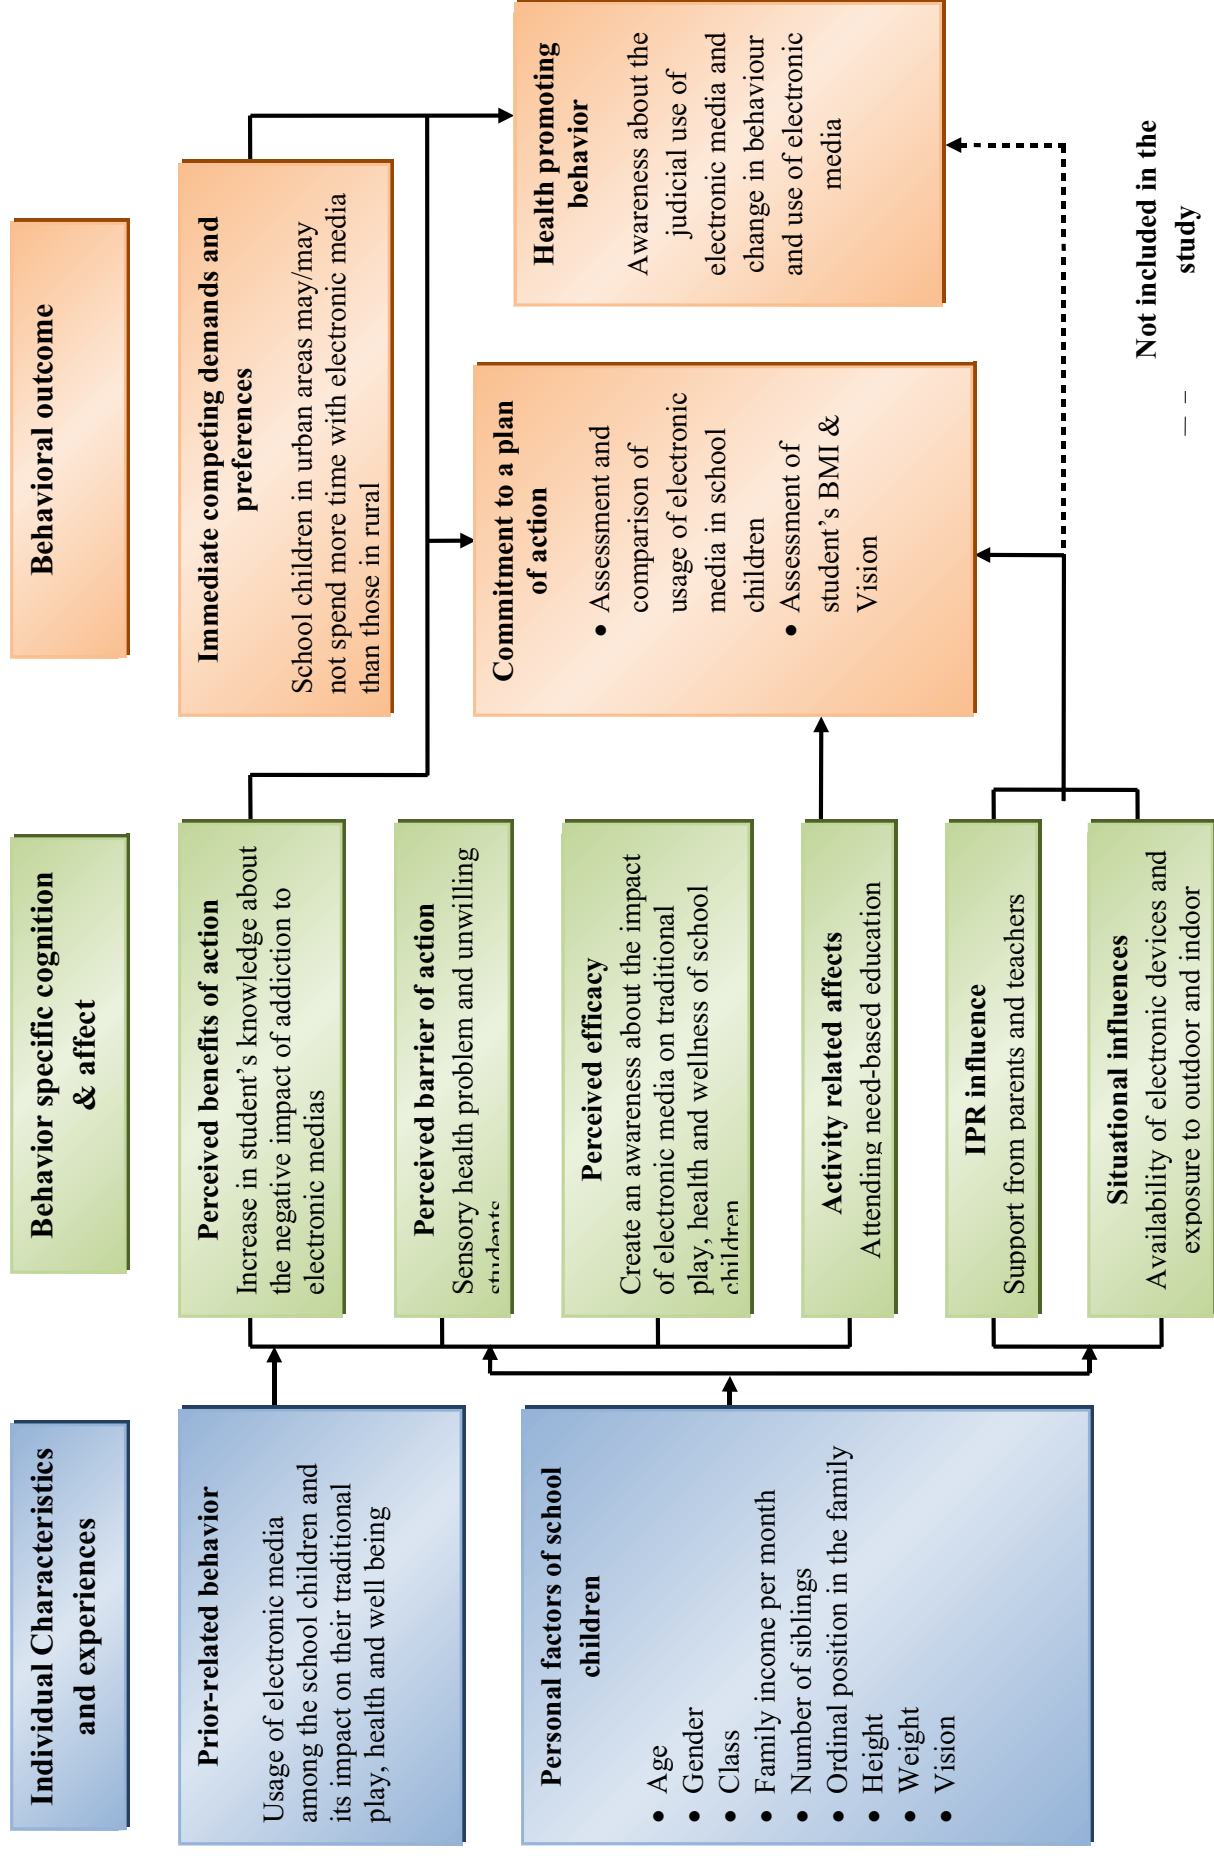 Individual Characteristics
and experiences
Prior-related behavior
Usage of electronic media
among the school children and
its impact on their traditional
play, health and well being
Personal factors of school
children
• Age
• Gender
• Class
• Family income per month
• Number of siblings
• Ordinal position in the family
• Height
• Weight
• Vision
Behavior specific cognition
& affect
Perceived benefits of action
Increase in student’s knowledge about
the negative impact of addiction to
electronic medias
Perceived barrier of action
Sensory health problem and unwilling
students
Perceived efficacy
Create an awareness about the impact
of electronic media on traditional
play, health and wellness of school
children
Activity related affects
Attending need-based education
IPR influence
Support from parents and teachers
Situational influences
Availability of electronic devices and
exposure to outdoor and indoor
Behavioral outcome
Immediate competing demands and
preferences
School children in urban areas may/may
not spend more time with electronic media
than those in rural
Commitment to a plan
of action
• Assessment and
comparison of
usage of electronic
media in school
children
• Assessment of
student’s BMI &
Vision
Health promoting
behavior
Awareness about the
judicial use of
electronic media and
change in behaviour
and use of electronic
media
Not included in the
study